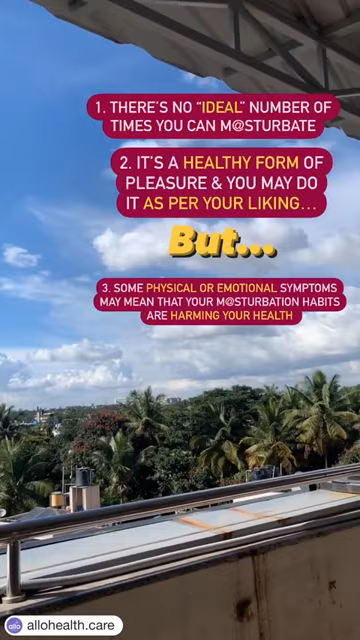 1. THERE'S NO "IDEAL" NUMBER OF
TIMES YOU CAN M@STURBATE
2. IT'S A HEALTHY FORM OF
PLEASURE & YOU MAY DO
IT AS PER YOUR LIKING...
But...
3. SOME PHYSICAL OR EMOTIONAL SYMPTOMS
MAY MEAN THAT YOUR M@STURBATION HABITS
ARE HARMING YOUR HEALTH
allo allohealth.care